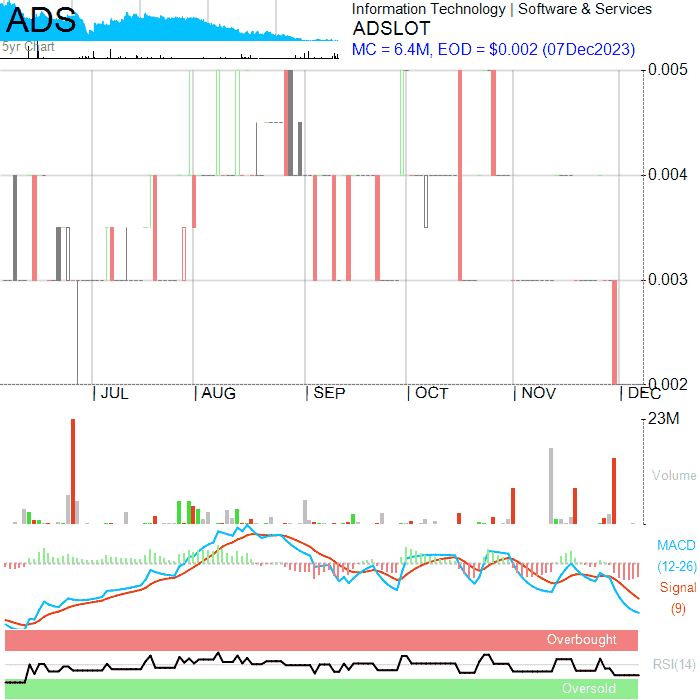 ADS
5yr Chart
Information Technology | Software & Services
ADSLOT
MC = 6.4M, EOD = $0.002 (07Dec2023)
0.005
0.004
0.003
0.002
JUL AUG SEP OCT NOV DEC
23M
Volume
MACD
(12-26)
Signal
(9)
Overbought
RSI(14)
Oversold